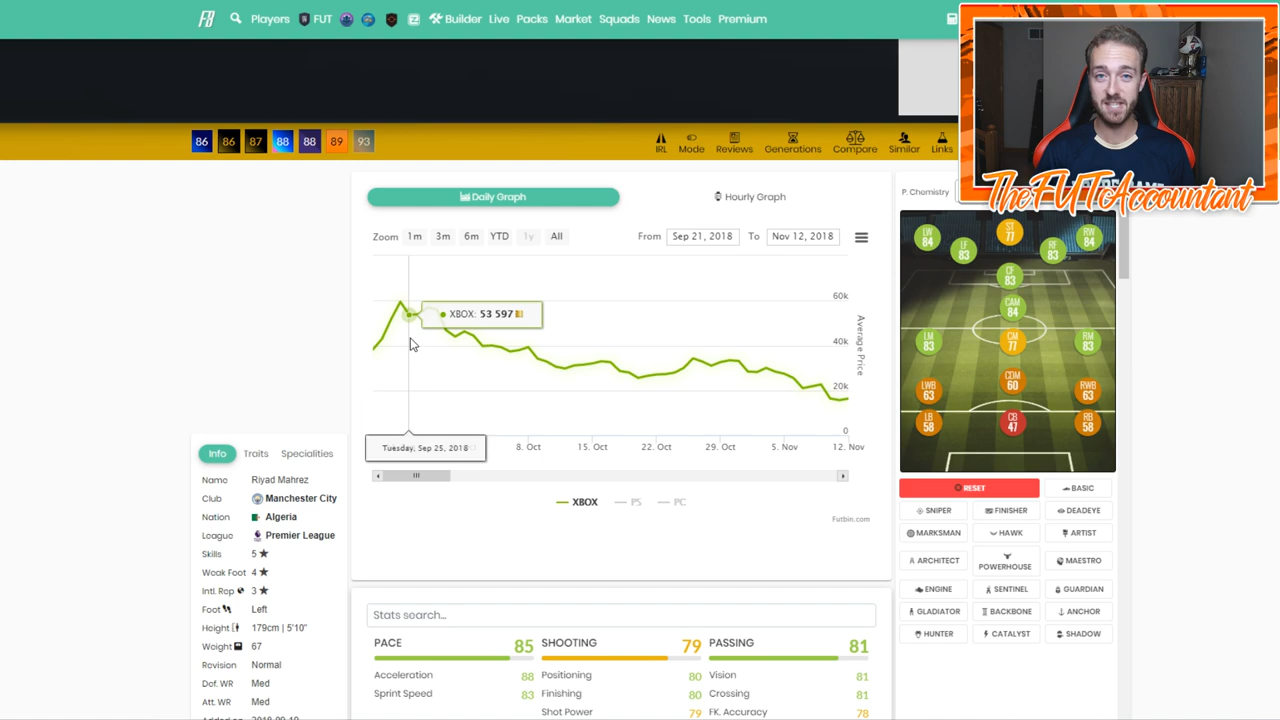 FB Players FUT Builder Live Packs Market Squads News Tools Premium
86 86 87 88 88 89 93
IRL Mode Reviews Generations Compare Similar Links
TheFUTAccountant
Daily Graph Hourly Graph
P. Chemistry
Zoom 1m 3m 6m YTD 1y All From Sep 21, 2018 To Nov 12, 2018
60k
XBOX: 53 597
40k
20k
0
Average Price
Tuesday, Sep 25, 2018
8. Oct 15. Oct 22. Oct 29. Oct 5. Nov 12. Nov
XBOX PS PC
Futbin.com
LW 84
LF 83
ST 77
RF 83
RW 84
CF 83
CAM 84
LM 83
CM 77
RM 83
LWB 63
CDM 60
RWB 63
LB 58
CB 47
RB 58
RESET BASIC
SNIPER FINISHER DEADEYE
MARKSMAN HAWK ARTIST
ARCHITECT POWERHOUSE MAESTRO
ENGINE SENTINEL GUARDIAN
GLADIATOR BACKBONE ANCHOR
HUNTER CATALYST SHADOW
Info Traits Specialities
Name Riyad Mahrez
Club Manchester City
Nation Algeria
League Premier League
Skills 5
Weak Foot 4
Intl. Rep 3
Foot Left
Height 179cm | 5'10"
Weight 67
Revision Normal
Def. WR Med
Att. WR Med
Stats search...
PACE 85 SHOOTING 79 PASSING 81
Acceleration 88 Positioning 80 Vision 81
Sprint Speed 83 Finishing 80 Crossing 81
Shot Power 79 FK. Accuracy 78